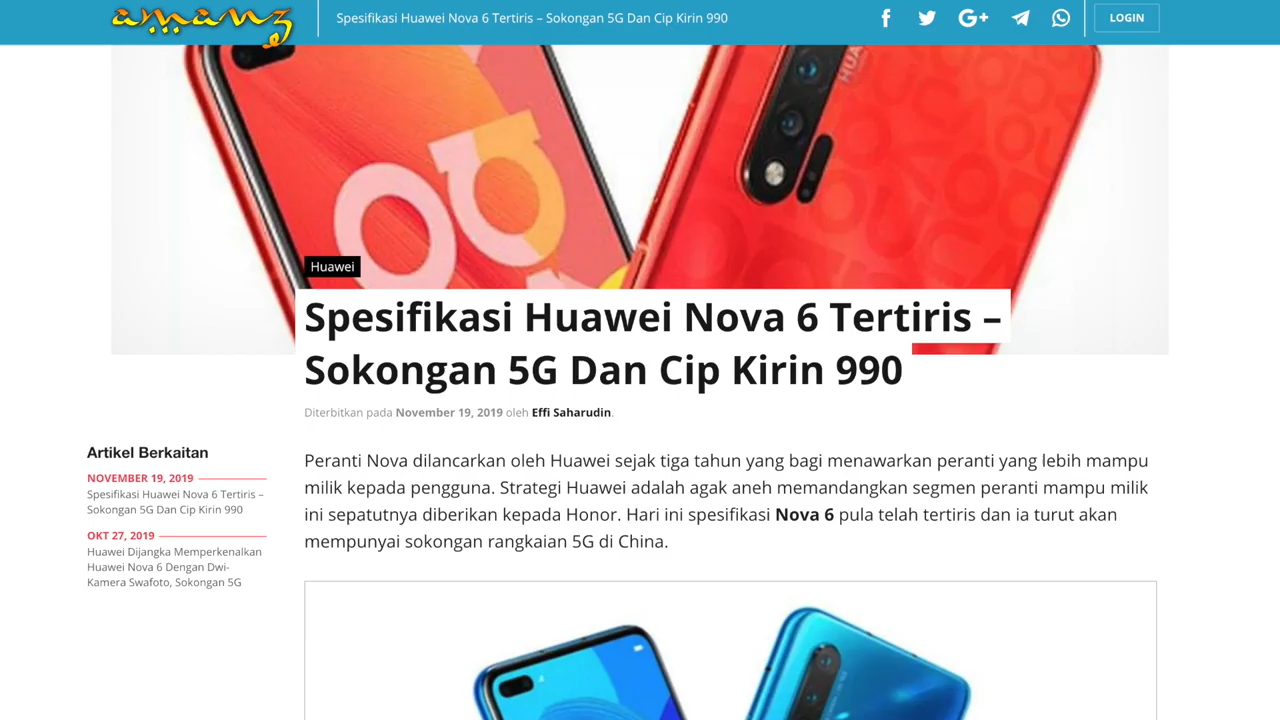 amanz
Spesifikasi Huawei Nova 6 Tertiris – Sokongan 5G Dan Cip Kirin 990
LOGIN
HUAWEI
Huawei
Spesifikasi Huawei Nova 6 Tertiris –
Sokongan 5G Dan Cip Kirin 990
Diterbitkan pada November 19, 2019 oleh Effi Saharudin.
Artikel Berkaitan
NOVEMBER 19, 2019
Spesifikasi Huawei Nova 6 Tertiris –
Sokongan 5G Dan Cip Kirin 990
OKT 27, 2019
Huawei Dijangka Memperkenalkan
Huawei Nova 6 Dengan Dwi-
Kamera Swafoto, Sokongan 5G
Peranti Nova dilancarkan oleh Huawei sejak tiga tahun yang bagi menawarkan peranti yang lebih mampu
milik kepada pengguna. Strategi Huawei adalah agak aneh memandangkan segmen peranti mampu milik
ini sepatutnya diberikan kepada Honor. Hari ini spesifikasi Nova 6 pula telah tertiris dan ia turut akan
mempunyai sokongan rangkaian 5G di China.